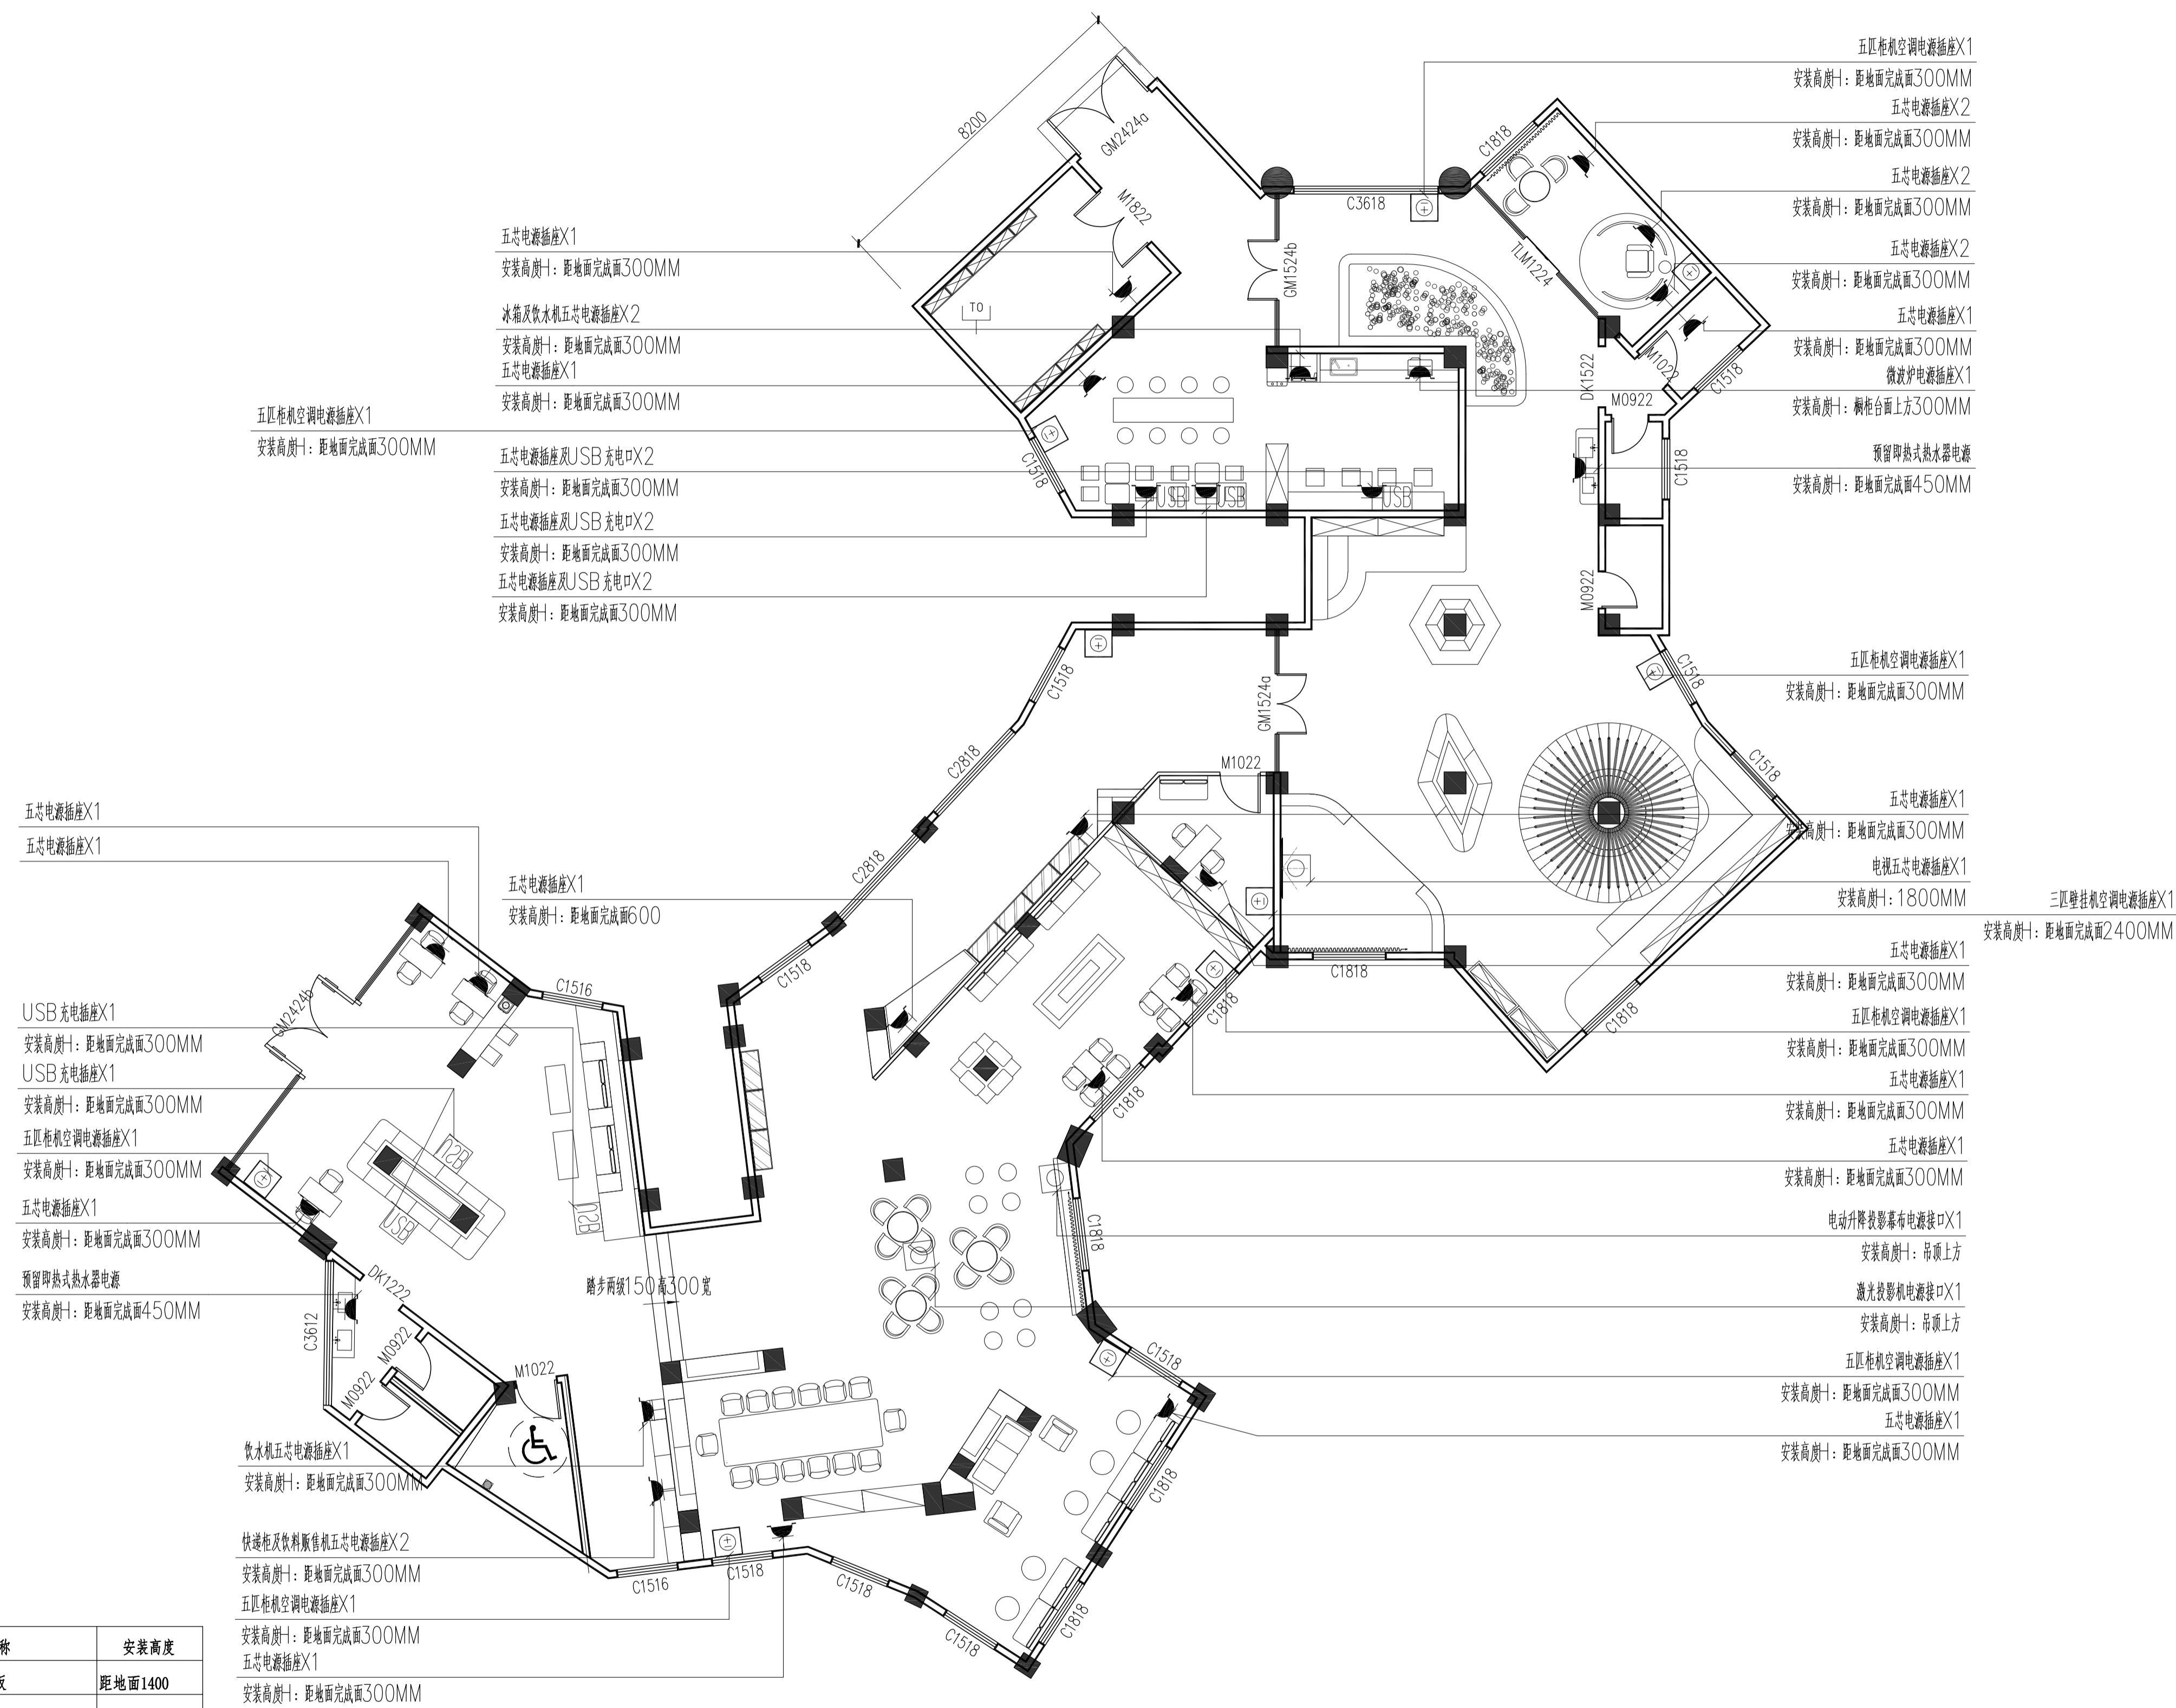 五匹柜机空调电源插座X1
安装高度H：距地面完成面300MM
五芯电源插座X2
安装高度H：距地面完成面300MM
五芯电源插座X2
安装高度H：距地面完成面300MM
五芯电源插座X2
安装高度H：距地面完成面300MM
五芯电源插座X1
安装高度H：距地面完成面300MM
微波炉电源插座X1
安装高度H：橱柜台面上方300MM
预留即热式热水器电源
安装高度H：距地面完成面450MM
五匹柜机空调电源插座X1
安装高度H：距地面完成面300MM
五芯电源插座X1
安装高度H：距地面完成面300MM
电视五芯电源插座X1
安装高度H：1800MM
三匹壁挂机空调电源插座X1
安装高度H：距地面完成面2400MM
五芯电源插座X1
安装高度H：距地面完成面300MM
五匹柜机空调电源插座X1
安装高度H：距地面完成面300MM
五芯电源插座X1
安装高度H：距地面完成面300MM
五芯电源插座X1
安装高度H：距地面完成面300MM
电动升降投影幕布电源接口X1
安装高度H：吊顶上方
激光投影机电源接口X1
安装高度H：吊顶上方
五匹柜机空调电源插座X1
安装高度H：距地面完成面300MM
五芯电源插座X1
安装高度H：距地面完成面300MM
五芯电源插座X1
安装高度H：距地面完成面300MM
冰箱及饮水机五芯电源插座X2
安装高度H：距地面完成面300MM
五芯电源插座X1
安装高度H：距地面完成面300MM
五匹柜机空调电源插座X1
安装高度H：距地面完成面300MM
五芯电源插座及USB充电口X2
安装高度H：距地面完成面300MM
五芯电源插座及USB充电口X2
安装高度H：距地面完成面300MM
五芯电源插座及USB充电口X2
安装高度H：距地面完成面300MM
五芯电源插座X1
五芯电源插座X1
五芯电源插座X1
安装高度H：距地面完成面600
USB充电插座X1
安装高度H：距地面完成面300MM
USB充电插座X1
安装高度H：距地面完成面300MM
五匹柜机空调电源插座X1
安装高度H：距地面完成面300MM
五芯电源插座X1
安装高度H：距地面完成面300MM
预留即热式热水器电源
安装高度H：距地面完成面450MM
饮水机五芯电源插座X1
安装高度H：距地面完成面300MM
快递柜及饮料贩售机五芯电源插座X2
安装高度H：距地面完成面300MM
五匹柜机空调电源插座X1
安装高度H：距地面完成面300MM
五芯电源插座X1
安装高度H：距地面完成面300MM
8200
GM2424a
M1822
TO
C3618
GM1524b
C1818
TLM1224
DK1522
M1022
C1518
M0922
C1518
M0922
C1518
USB
USB
USB
C1518
C2818
C2818
C1518
GM1524a
M1022
C1518
C1518
C1818
C1818
C1818
C1818
C1818
C1518
C1818
C1818
C1518
C1518
C1518
C1516
C1516
GM2424b
USB
USB
USB
DK1222
C3612
M0922
M0922
M1022
踏步两级150高300宽
称
安装高度
板
距地面1400